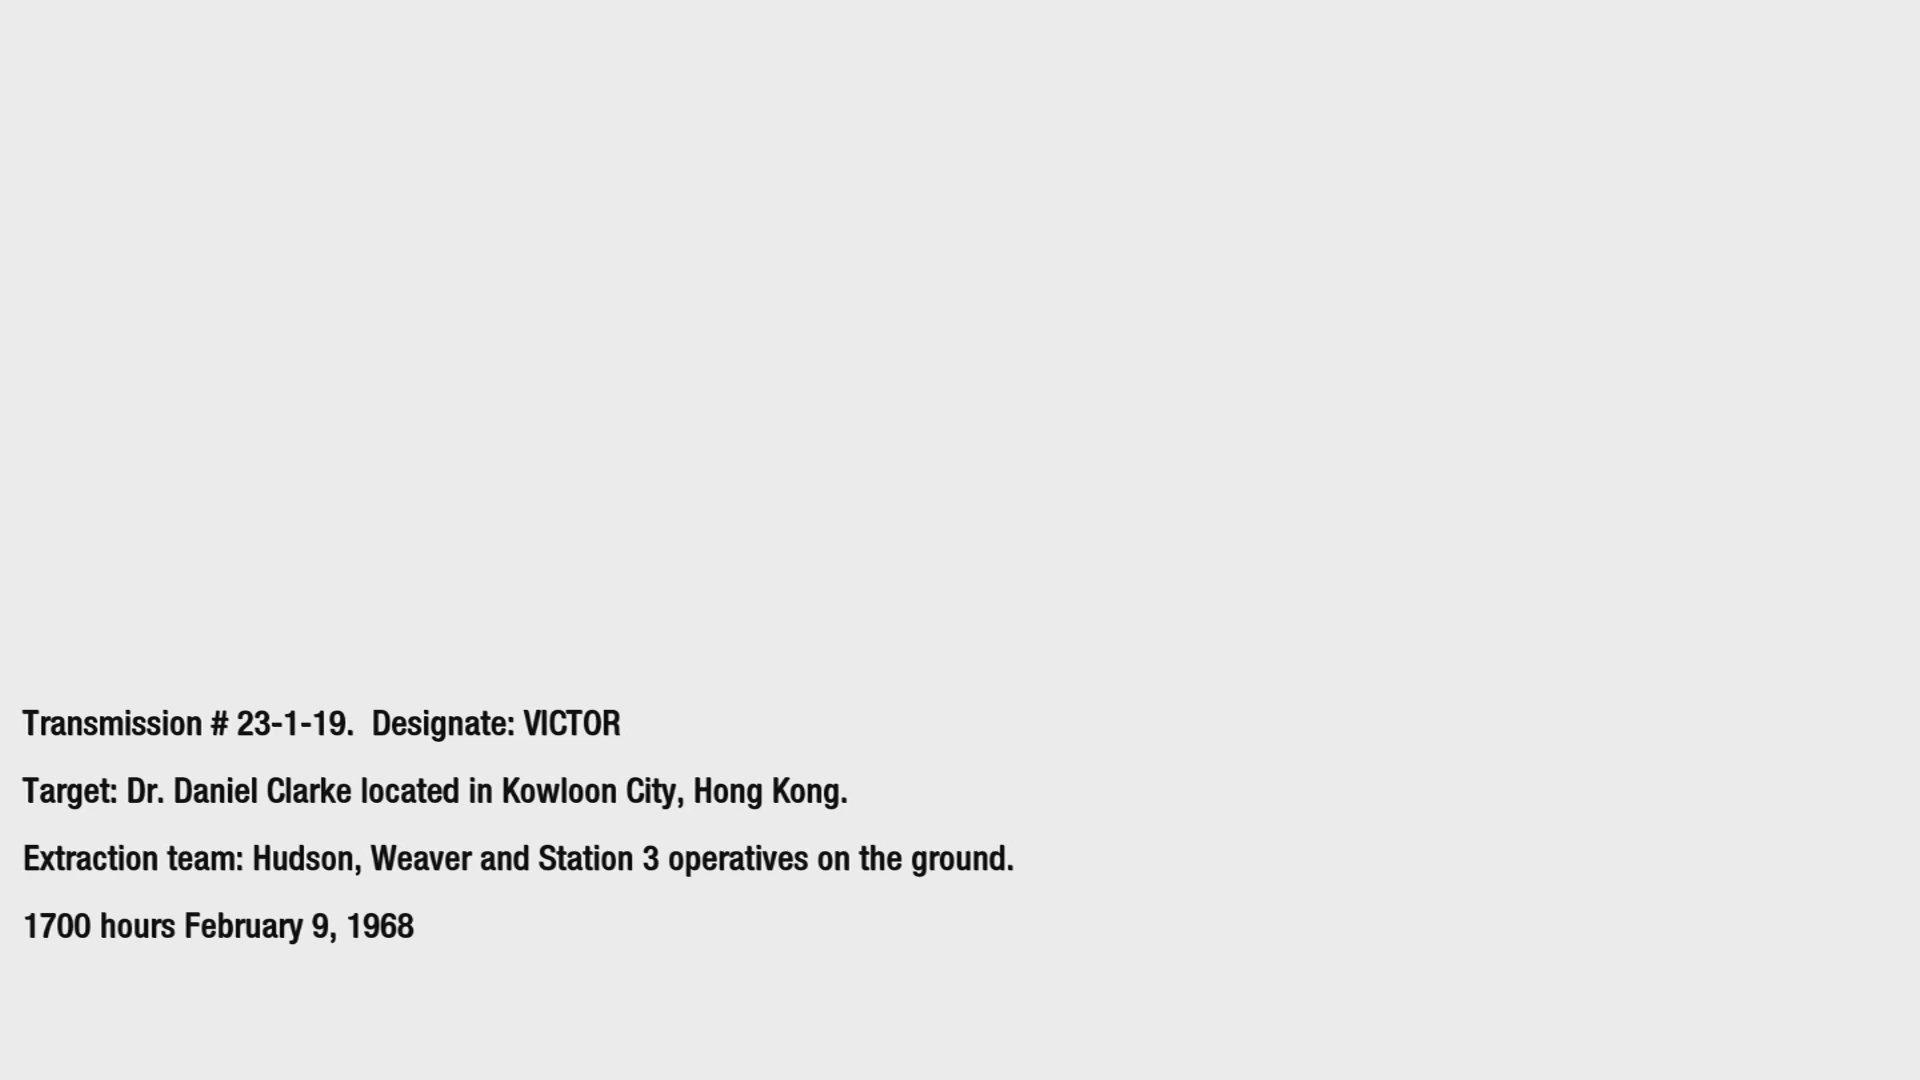 Transmission # 23-1-19.  Designate: VICTOR
Target: Dr. Daniel Clarke located in Kowloon City, Hong Kong.
Extraction team: Hudson, Weaver and Station 3 operatives on the ground.
1700 hours February 9, 1968